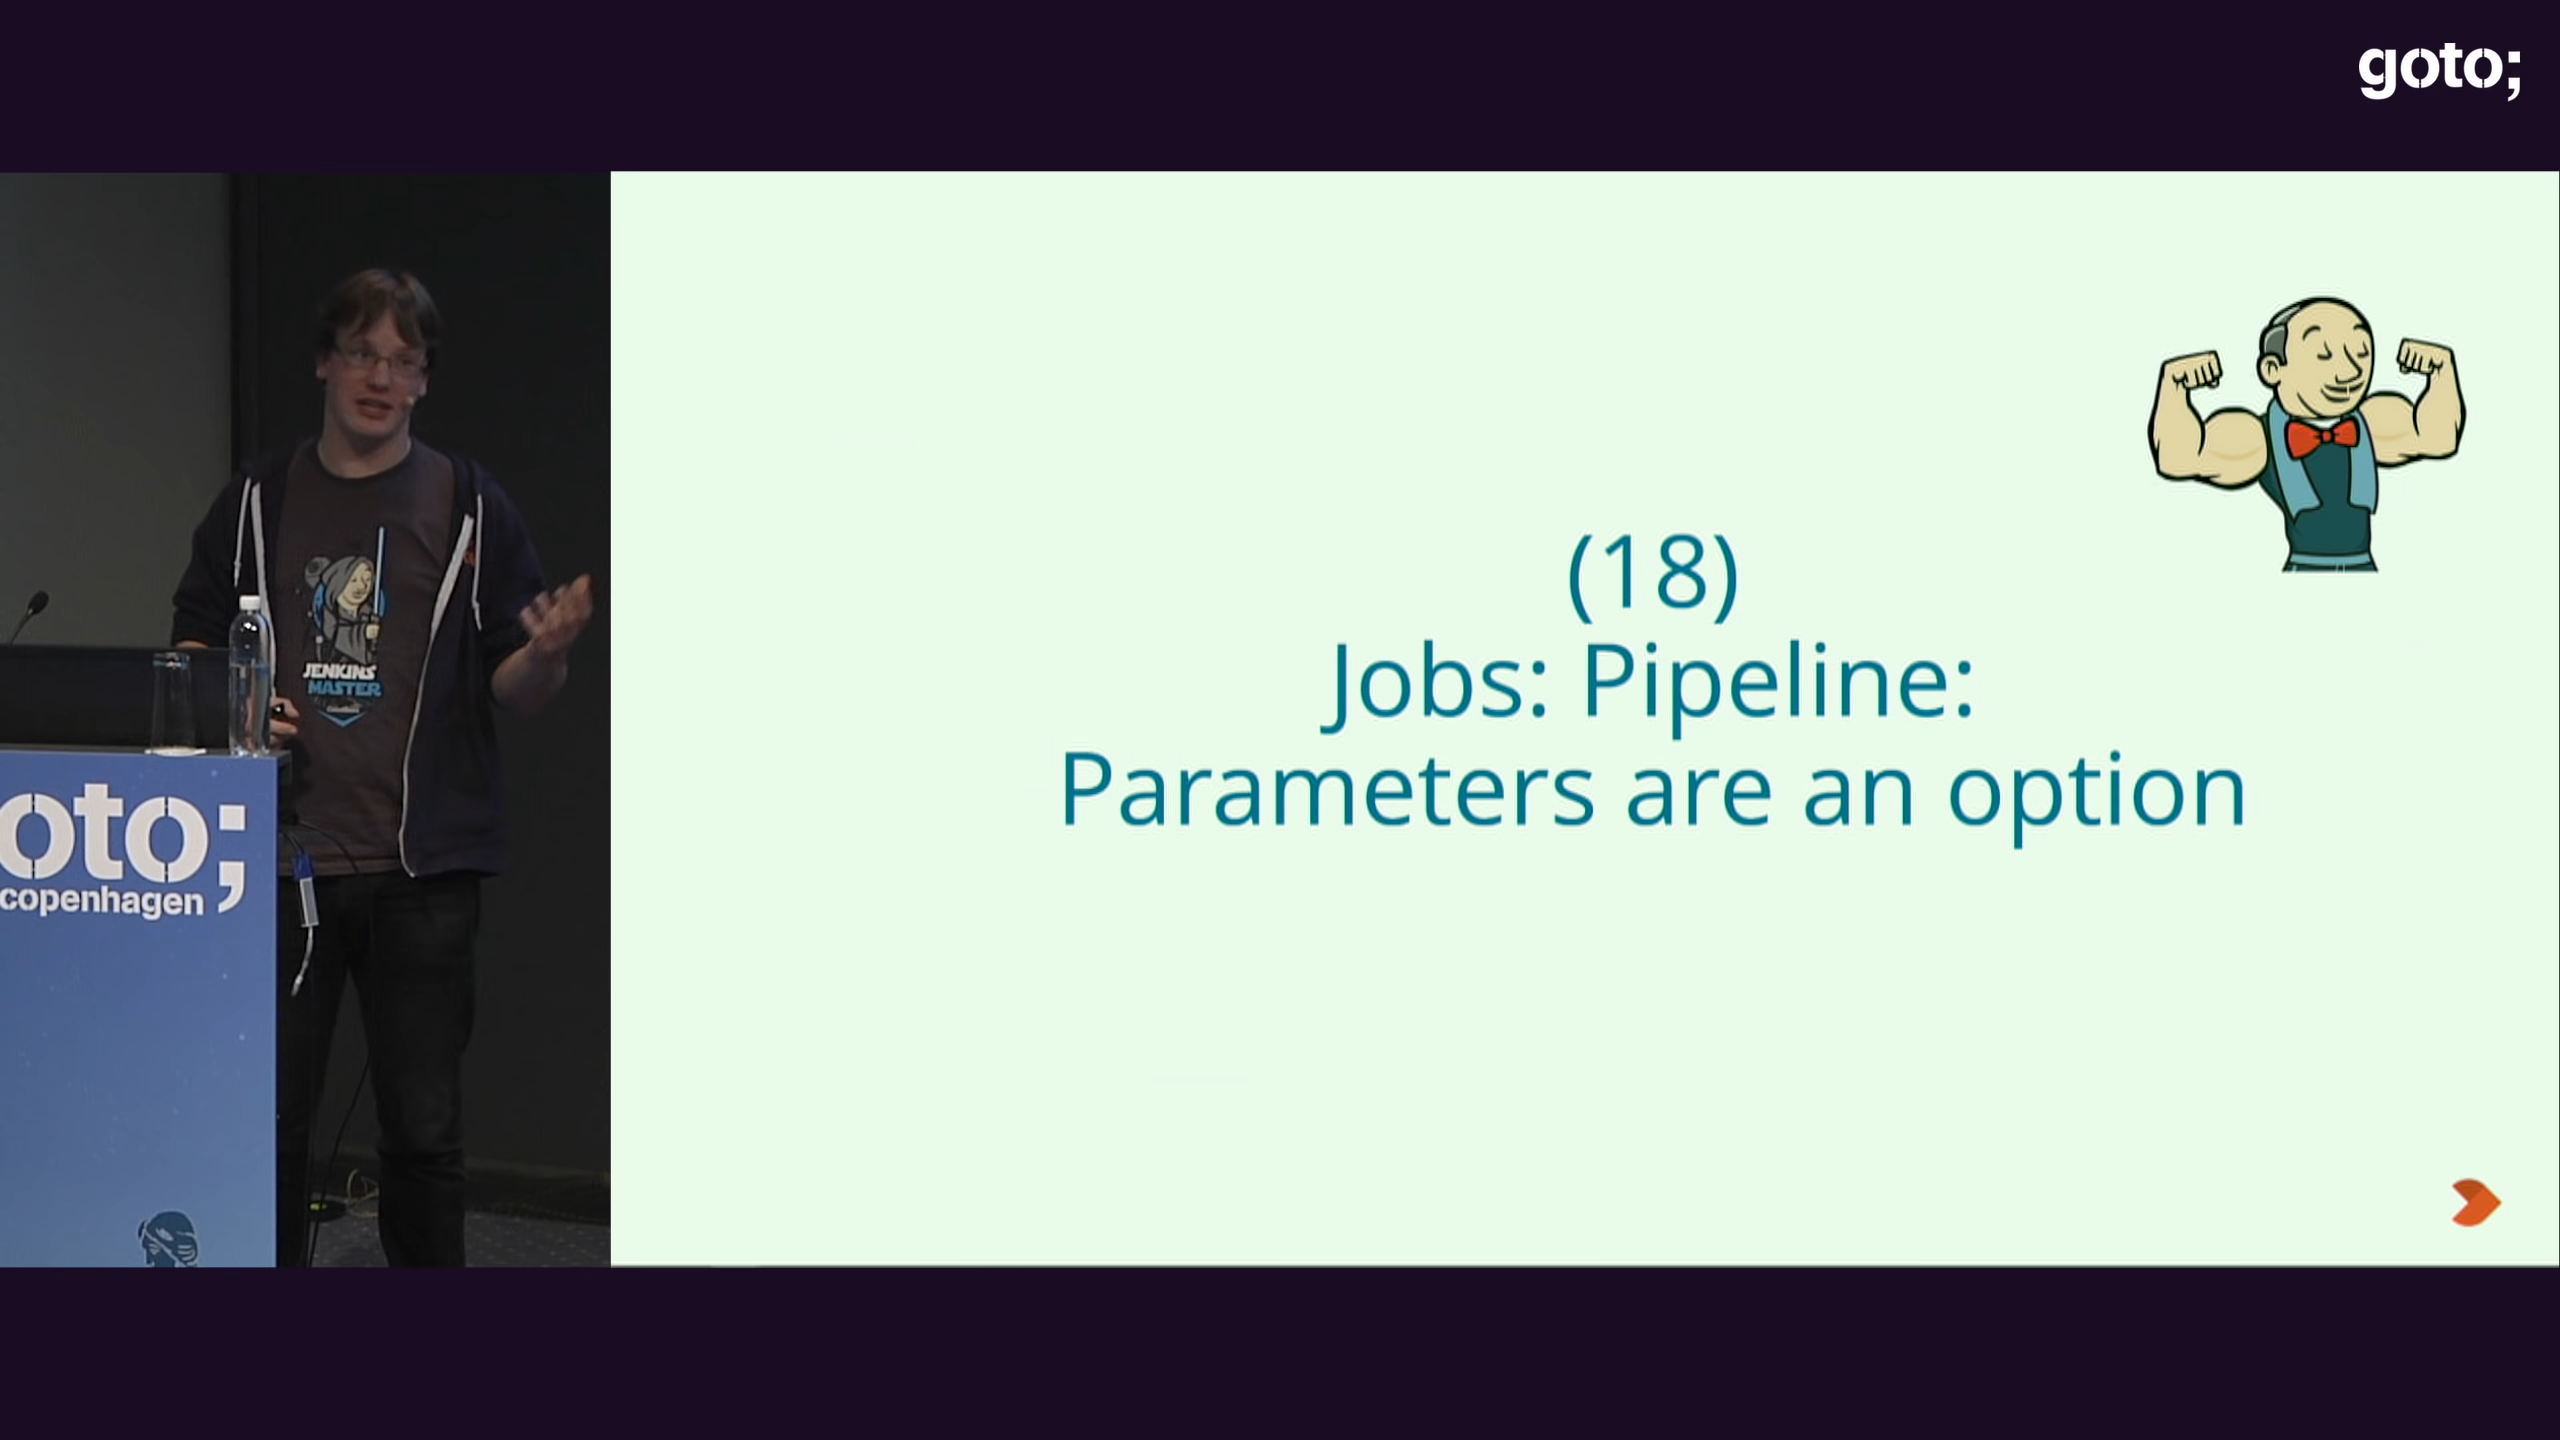 goto;
(18)
Jobs: Pipeline:
Parameters are an option
JENKINS
MASTER
oto;
copenhagen